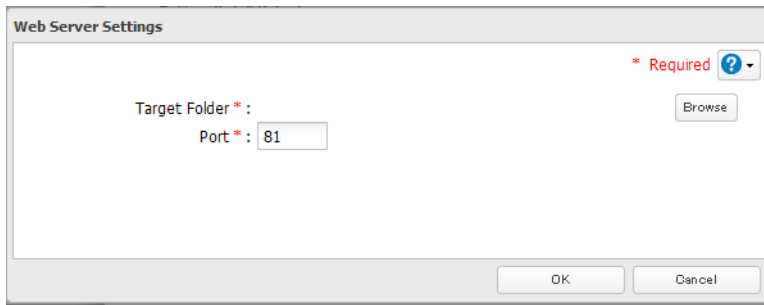 Web Server Settings
* Required ?
Target Folder * : Browse
Port * : 81
OK Cancel